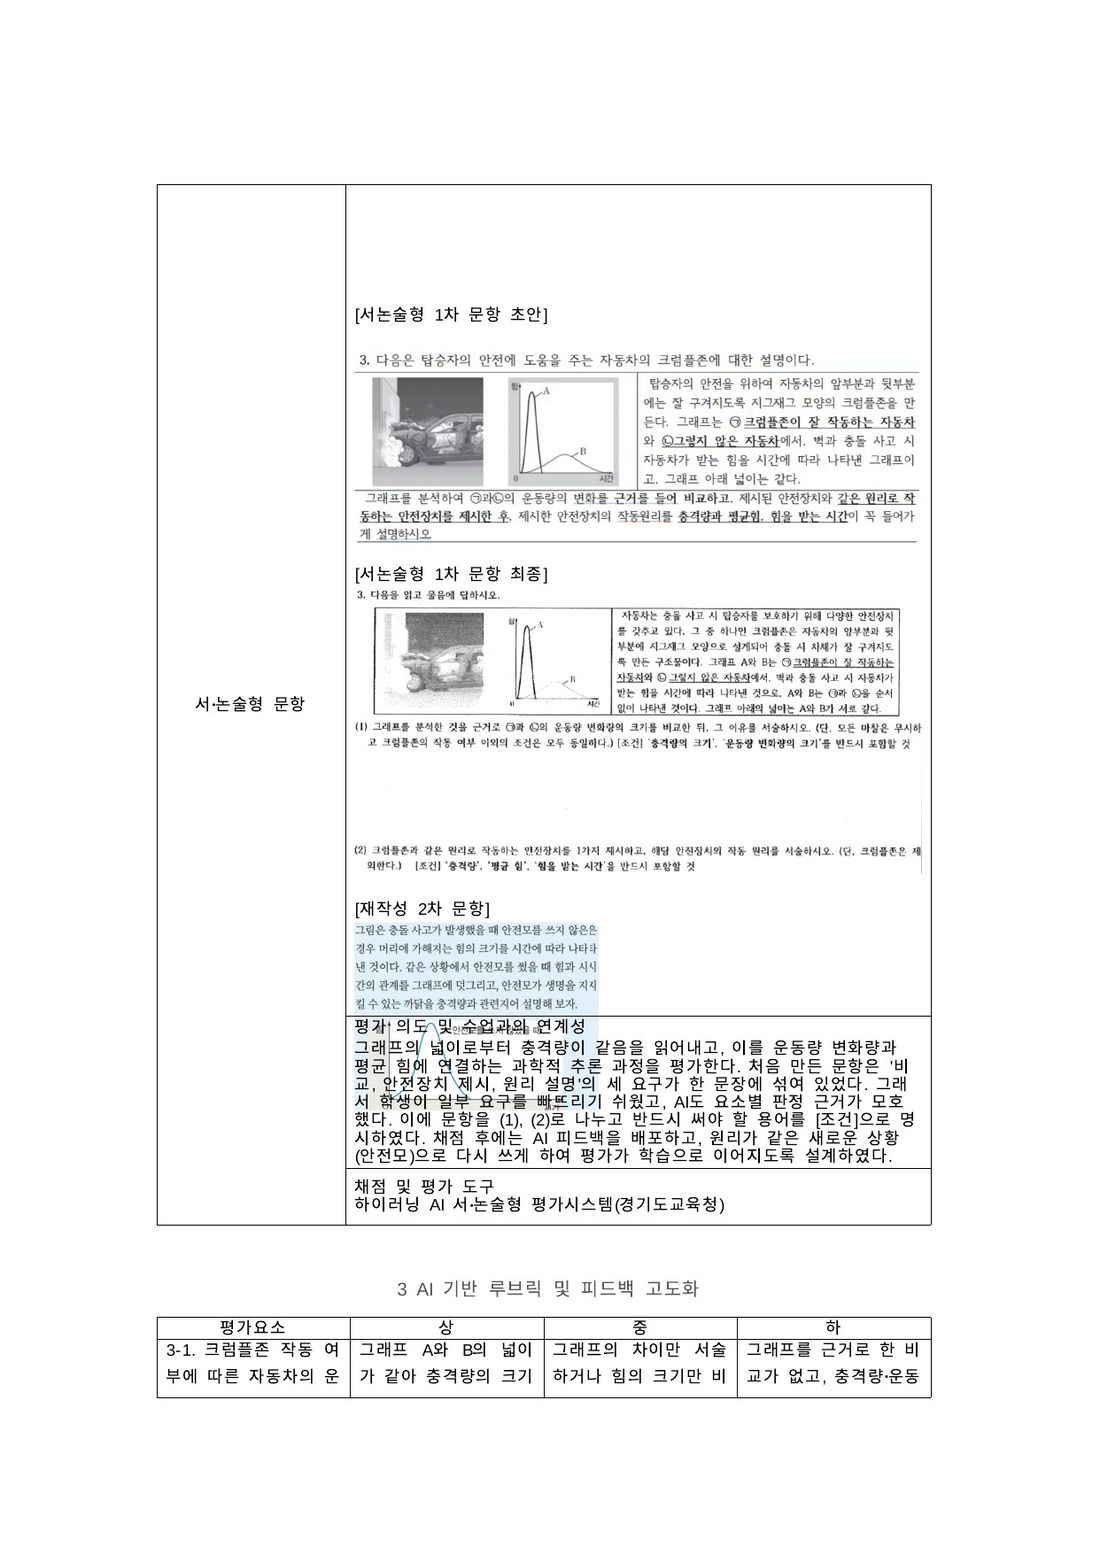 서·논술형 문항
[서논술형 1차 문항 초안]
3. 다음은 탑승자의 안전에 도움을 주는 자동차의 크럼플존에 대한 설명이다.
힘
A
B
0
시간
탑승자의 안전을 위하여 자동차의 앞부분과 뒷부분
에는 잘 구겨지도록 지그재그 모양의 크럼플존을 만
든다. 그래프는 ㉠크럼플존이 잘 작동하는 자동차
와 ㉡그렇지 않은 자동차에서. 벽과 충돌 사고 시
자동차가 받는 힘을 시간에 따라 나타낸 그래프이
고. 그래프 아래 넓이는 같다.
그래프를 분석하여 ㉠과㉡의 운동량의 변화를 근거를 들어 비교하고, 제시된 안전장치와 같은 원리로 작
동하는 안전장치를 제시한 후, 제시한 안전장치의 작동원리를 충격량과 평균힘, 힘을 받는 시간이 꼭 들어가
게 설명하시오
[서논술형 1차 문항 최종]
3. 다음을 읽고 물음에 답하시오.
힘
A
B
0
시간
자동차는 충돌 사고 시 탑승자를 보호하기 위해 다양한 안전장치
를 갖추고 있다. 그 중 하나인 크럼플존은 자동차의 앞부분과 뒷
부분에 지그재그 모양으로 설계되어 충돌 시 차체가 잘 구겨지도
록 만든 구조물이다. 그래프 A와 B는 ㉠ 크럼플존이 잘 작동하는
자동차와 ㉡ 그렇지 않은 자동차에서. 벽과 충돌 사고 시 자동차가
받는 힘을 시간에 따라 나타낸 것으로, A와 B는 ㉠과 ㉡을 순서
없이 나타낸 것이다. 그래프 아래의 넓이는 A와 B가 서로 같다.
(1) 그래프를 분석한 것을 근거로 ㉠과 ㉡의 운동량 변화량의 크기를 비교한 뒤, 그 이유를 서술하시오. (단, 모든 마찰은 무시하
고 크럼플존의 작동 여부 이외의 조건은 모두 동일하다.) [조건] '충격량의 크기', '운동량 변화량의 크기'를 반드시 포함할 것
(2) 크럼플존과 같은 원리로 작동하는 안전장치를 1가지 제시하고, 해당 안전장치의 작동 원리를 서술하시오. (단, 크럼플존은 제
외한다.) [조건] '충격량', '평균 힘', '힘을 받는 시간'을 반드시 포함할 것
[재작성 2차 문항]
그림은 충돌 사고가 발생했을 때 안전모를 쓰지 않은
경우 머리에 가해지는 힘의 크기를 시간에 따라 나타
낸 것이다. 같은 상황에서 안전모를 썼을 때 힘과 시
간의 관계를 그래프에 덧그리고, 안전모가 생명을 지
킬 수 있는 까닭을 충격량과 관련지어 설명해 보자.
평가 의도 및 수업과의 연계성
그래프의 넓이로부터 충격량이 같음을 읽어내고, 이를 운동량 변화량과
평균 힘에 연결하는 과학적 추론 과정을 평가한다. 처음 만든 문항은 '비
교, 안전장치 제시, 원리 설명'의 세 요구가 한 문장에 섞여 있었다. 그래
서 학생이 일부 요구를 빠뜨리기 쉬웠고, AI도 요소별 판정 근거가 모호
했다. 이에 문항을 (1), (2)로 나누고 반드시 써야 할 용어를 [조건]으로 명
시하였다. 채점 후에는 AI 피드백을 배포하고, 원리가 같은 새로운 상황
(안전모)으로 다시 쓰게 하여 평가가 학습으로 이어지도록 설계하였다.
채점 및 평가 도구
하이러닝 AI 서·논술형 평가시스템(경기도교육청)
3 AI 기반 루브릭 및 피드백 고도화
평가요소 상 중 하
3-1. 크럼플존 작동 여 그래프 A와 B의 넓이 그래프의 차이만 서술 그래프를 근거로 한 비
부에 따른 자동차의 운 가 같아 충격량의 크기 하거나 힘의 크기만 비 교가 없고, 충격량·운동